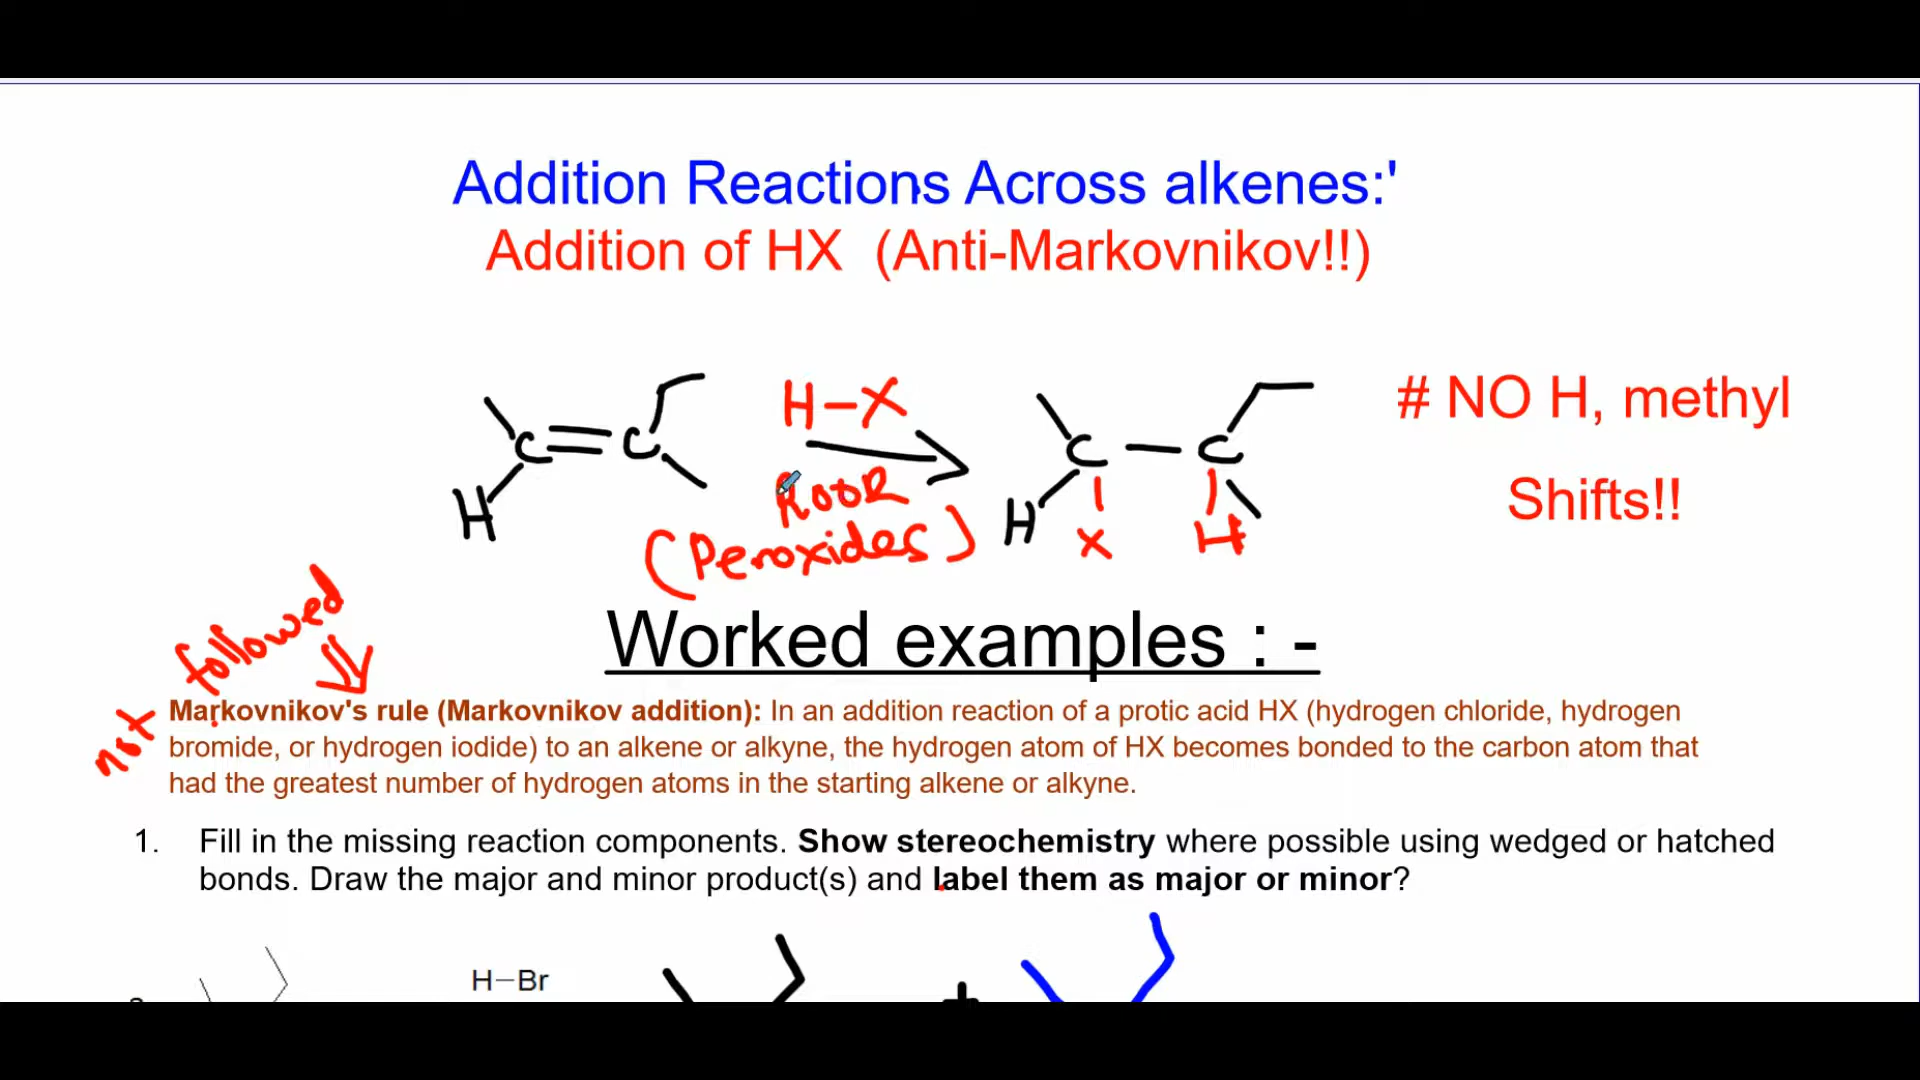 Addition Reactions Across alkenes:'
Addition of HX (Anti-Markovnikov!!)
H-X
C=C
H
ROOR
(Peroxides)
C-C
H
X
H
# NO H, methyl
Shifts!!
Worked examples : -
not followed
Markovnikov's rule (Markovnikov addition): In an addition reaction of a protic acid HX (hydrogen chloride, hydrogen
bromide, or hydrogen iodide) to an alkene or alkyne, the hydrogen atom of HX becomes bonded to the carbon atom that
had the greatest number of hydrogen atoms in the starting alkene or alkyne.
1. Fill in the missing reaction components. Show stereochemistry where possible using wedged or hatched
bonds. Draw the major and minor product(s) and label them as major or minor?
H-Br
+